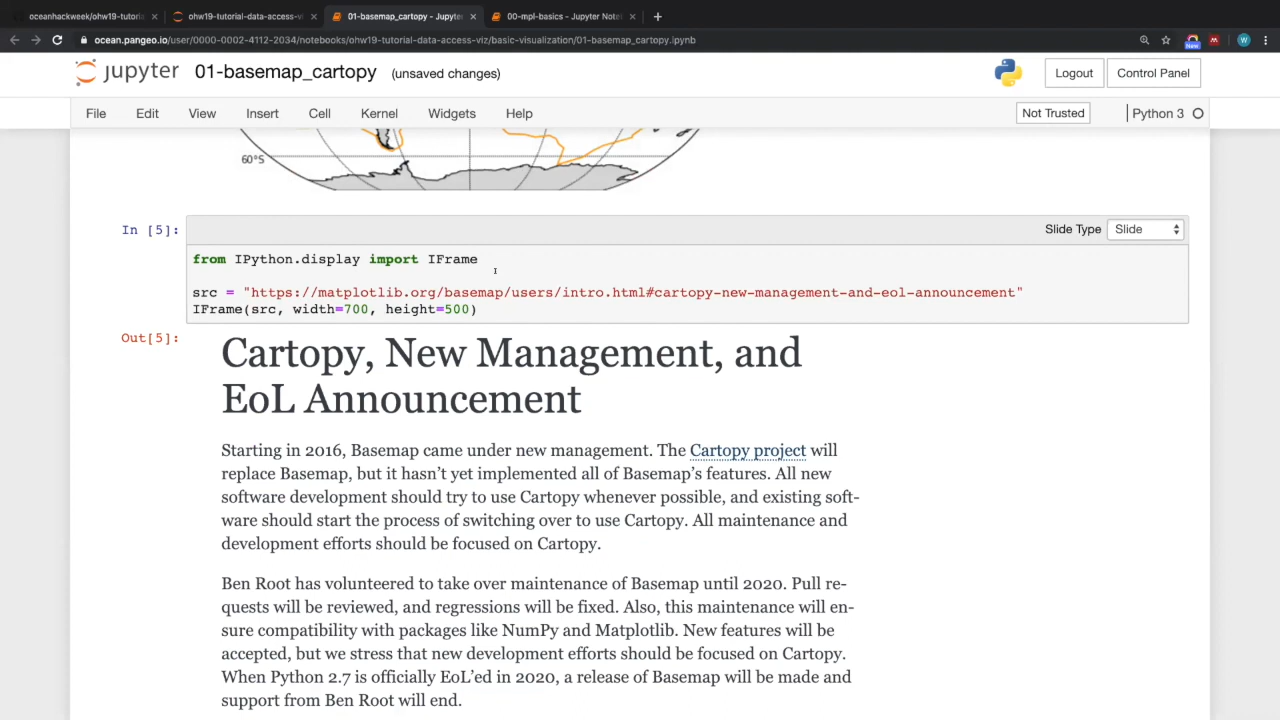 oceanhackweek/ohw19-tutoria
ohw19-tutorial-data-access-vi
01-basemap_cartopy - Jupyte
00-mpl-basics - Jupyter Note
ocean.pangeo.io/user/0000-0002-4112-2034/notebooks/ohw19-tutorial-data-access-viz/basic-visualization/01-basemap_cartopy.ipynb
New
W
jupyter 01-basemap_cartopy (unsaved changes)
Logout
Control Panel
File Edit View Insert Cell Kernel Widgets Help
Not Trusted
Python 3
60°S
In [5]:
Slide Type Slide
from IPython.display import IFrame
src = "https://matplotlib.org/basemap/users/intro.html#cartopy-new-management-and-eol-announcement"
IFrame(src, width=700, height=500)
Out[5]:
Cartopy, New Management, and
EoL Announcement
Starting in 2016, Basemap came under new management. The Cartopy project will
replace Basemap, but it hasn't yet implemented all of Basemap's features. All new
software development should try to use Cartopy whenever possible, and existing soft-
ware should start the process of switching over to use Cartopy. All maintenance and
development efforts should be focused on Cartopy.
Ben Root has volunteered to take over maintenance of Basemap until 2020. Pull re-
quests will be reviewed, and regressions will be fixed. Also, this maintenance will en-
sure compatibility with packages like NumPy and Matplotlib. New features will be
accepted, but we stress that new development efforts should be focused on Cartopy.
When Python 2.7 is officially EoL'ed in 2020, a release of Basemap will be made and
support from Ben Root will end.